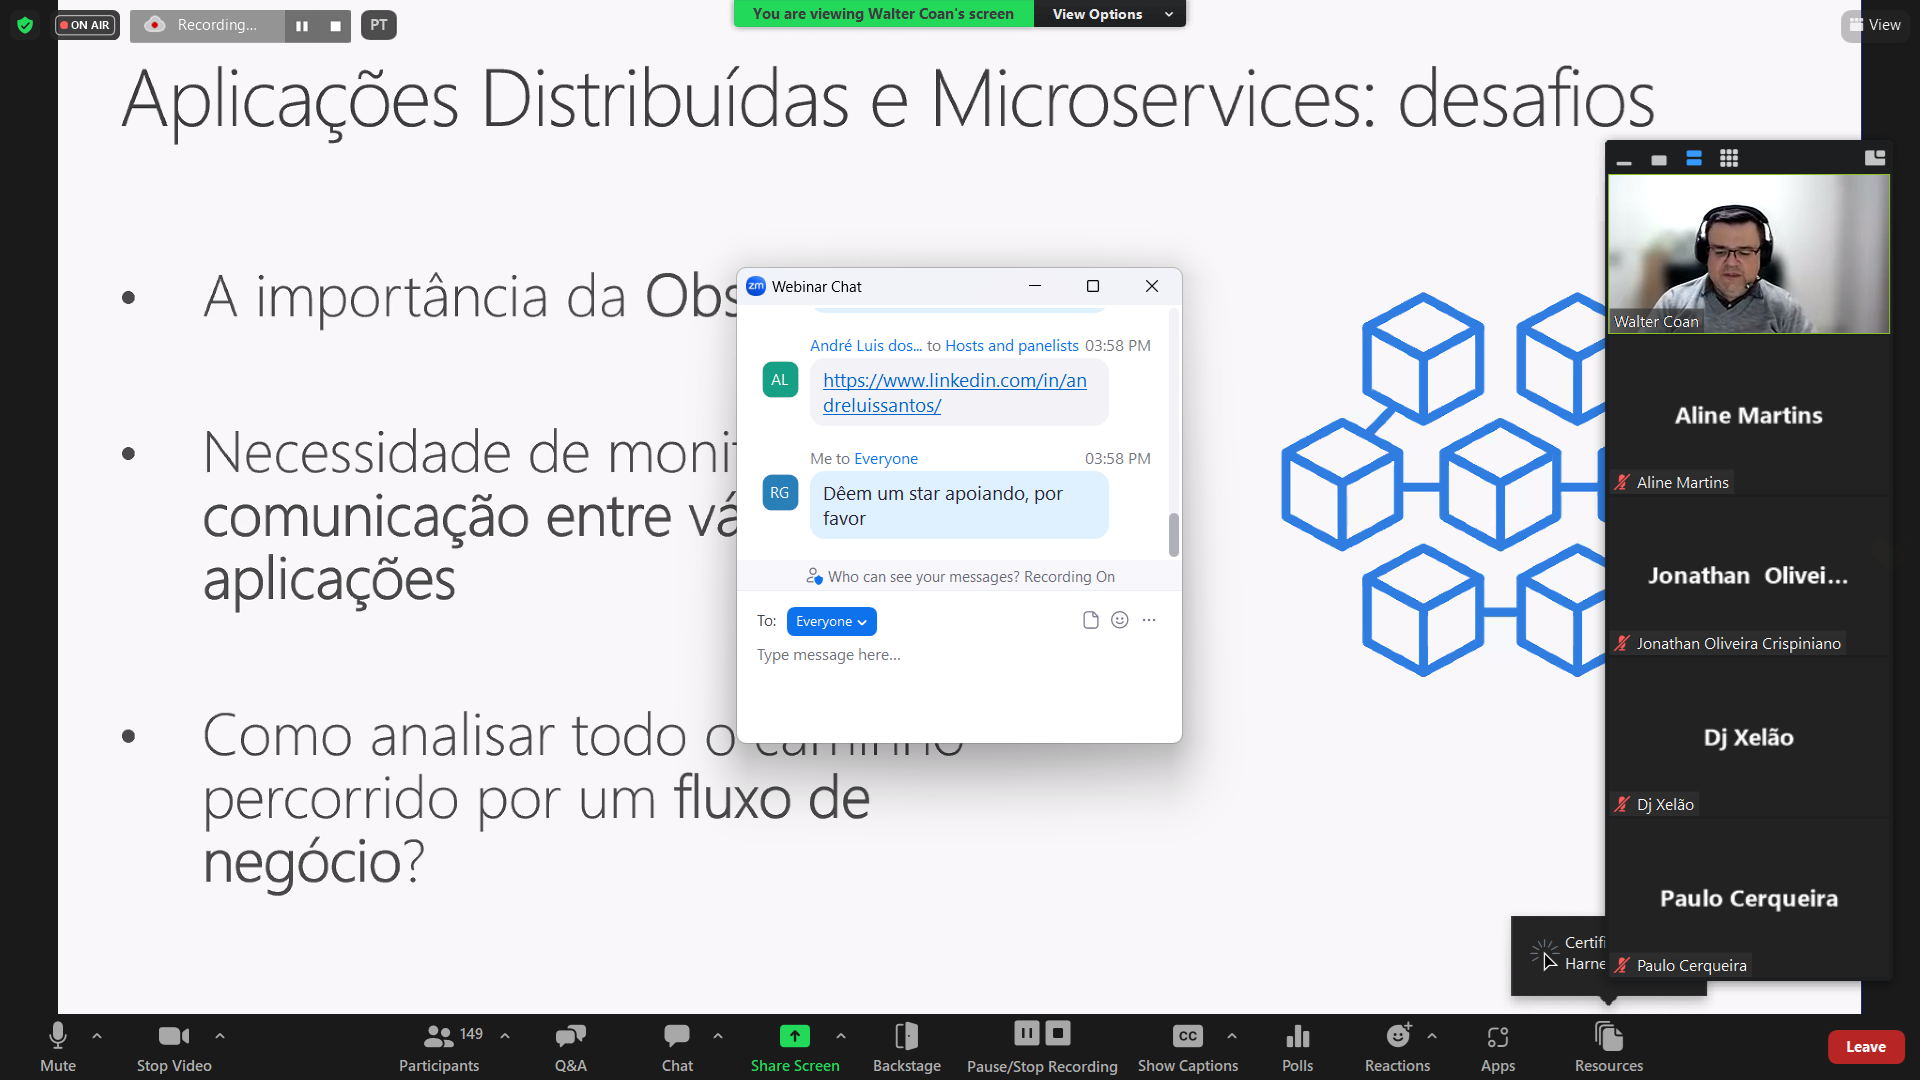 ON AIR
Recording...
PT
You are viewing Walter Coan's screen
View Options
View
Aplicações Distribuídas e Microservices: desafios
• A importância da Obs
• Necessidade de moni
comunicação entre vá
aplicações
• Como analisar todo o caminho
percorrido por um fluxo de
negócio?
zm Webinar Chat
André Luis dos... to Hosts and panelists 03:58 PM
AL
https://www.linkedin.com/in/an
dreluissantos/
Me to Everyone 03:58 PM
RG
Dêem um star apoiando, por
favor
Who can see your messages? Recording On
To: Everyone
Type message here...
Walter Coan
Aline Martins
Aline Martins
Jonathan Olivei...
Jonathan Oliveira Crispiniano
Dj Xelão
Dj Xelão
Paulo Cerqueira
Paulo Cerqueira
Certifi
Harne
Mute
Stop Video
149
Participants
Q&A
Chat
Share Screen
Backstage
Pause/Stop Recording
CC
Show Captions
Polls
Reactions
Apps
Resources
Leave